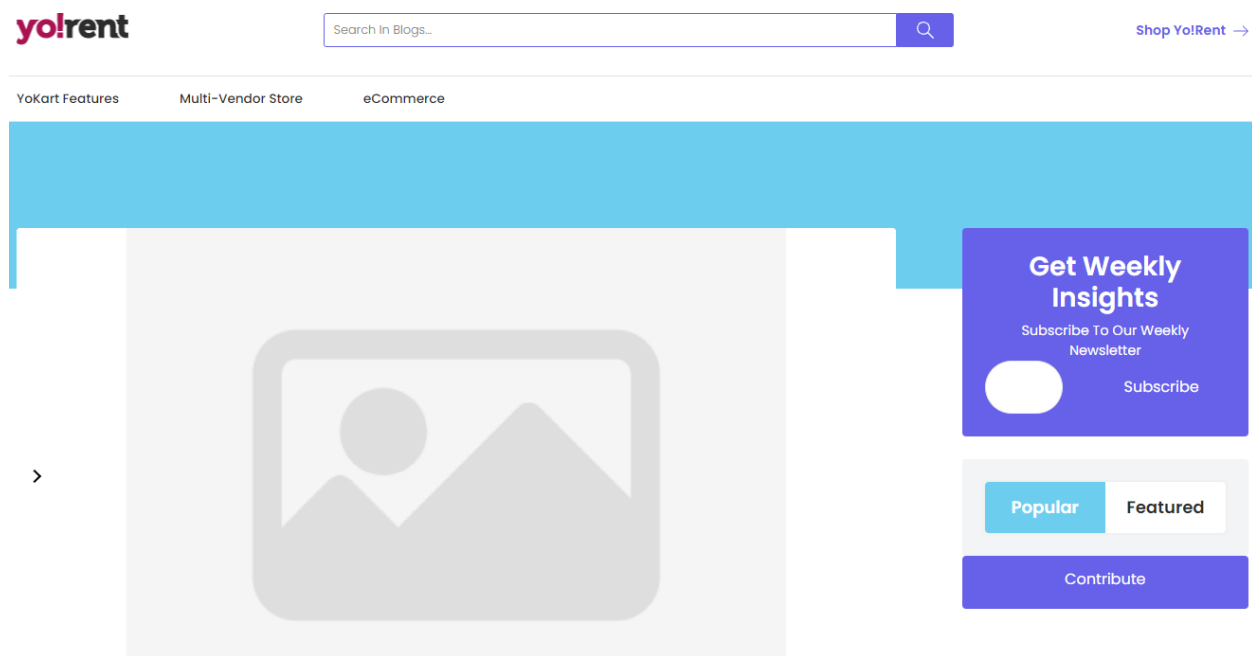 yo!rent
Search In Blogs...
Shop Yo!Rent
YoKart Features
Multi-Vendor Store
eCommerce
Get Weekly
Insights
Subscribe To Our Weekly
Newsletter
Subscribe
Popular
Featured
Contribute